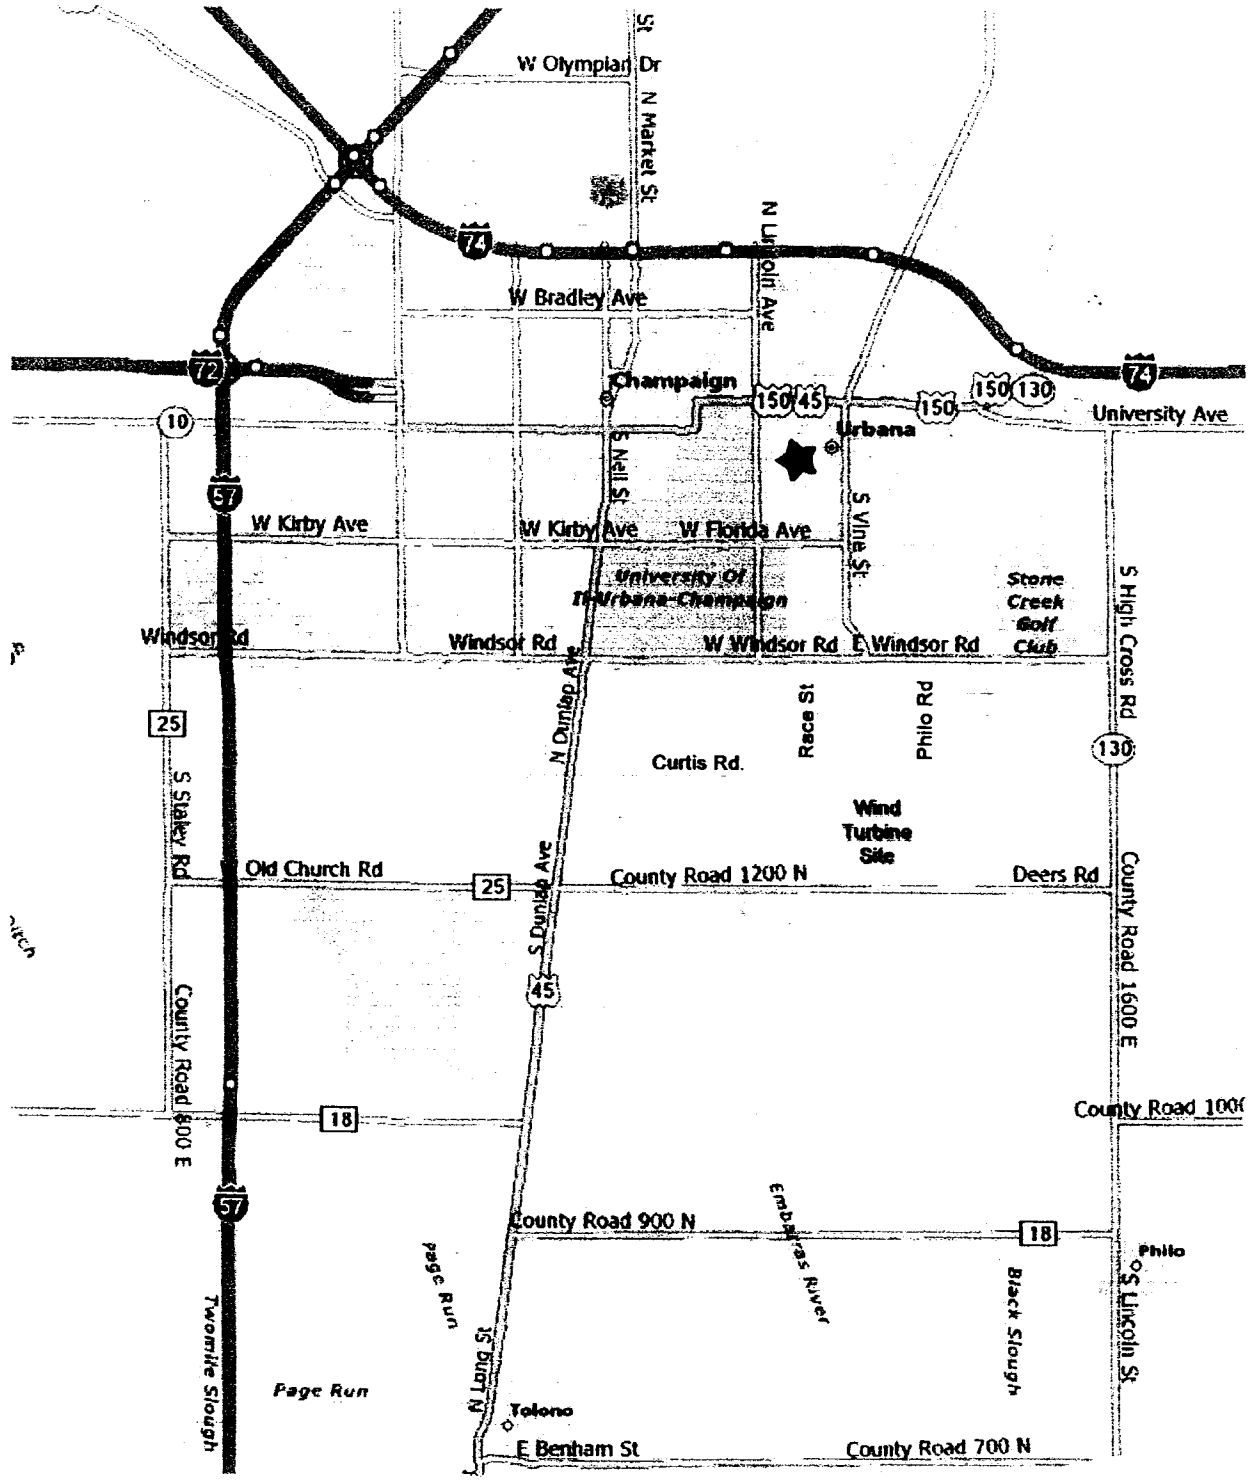 St
W Olympian Dr
N Market St
N Lincoln Ave
74
W Bradley Ave
72
Champaign
150
45
150
150
130
74
10
University Ave
Urbana
S Neil St
57
S Vine St
W Kirby Ave
W Kirby Ave
W Florida Ave
University Of
Il-Urbana-Champaign
Stone
Creek
Golf
Club
S High Cross Rd
Windsor Rd
Windsor Rd
W Windsor Rd
E Windsor Rd
N Dunlap Ave
Race St
Philo Rd
25
130
Curtis Rd.
S Staley Rd
Wind
Turbine
Site
Old Church Rd
25
County Road 1200 N
Deers Rd
S Dunlap Ave
County Road 1600 E
45
County Road 800 E
18
County Road 100
57
County Road 900 N
18
Embarras River
Philo
Page Run
Black Slough
S Lincoln St
Twomile Slough
N Long St
Page Run
Tolono
E Benham St
County Road 700 N